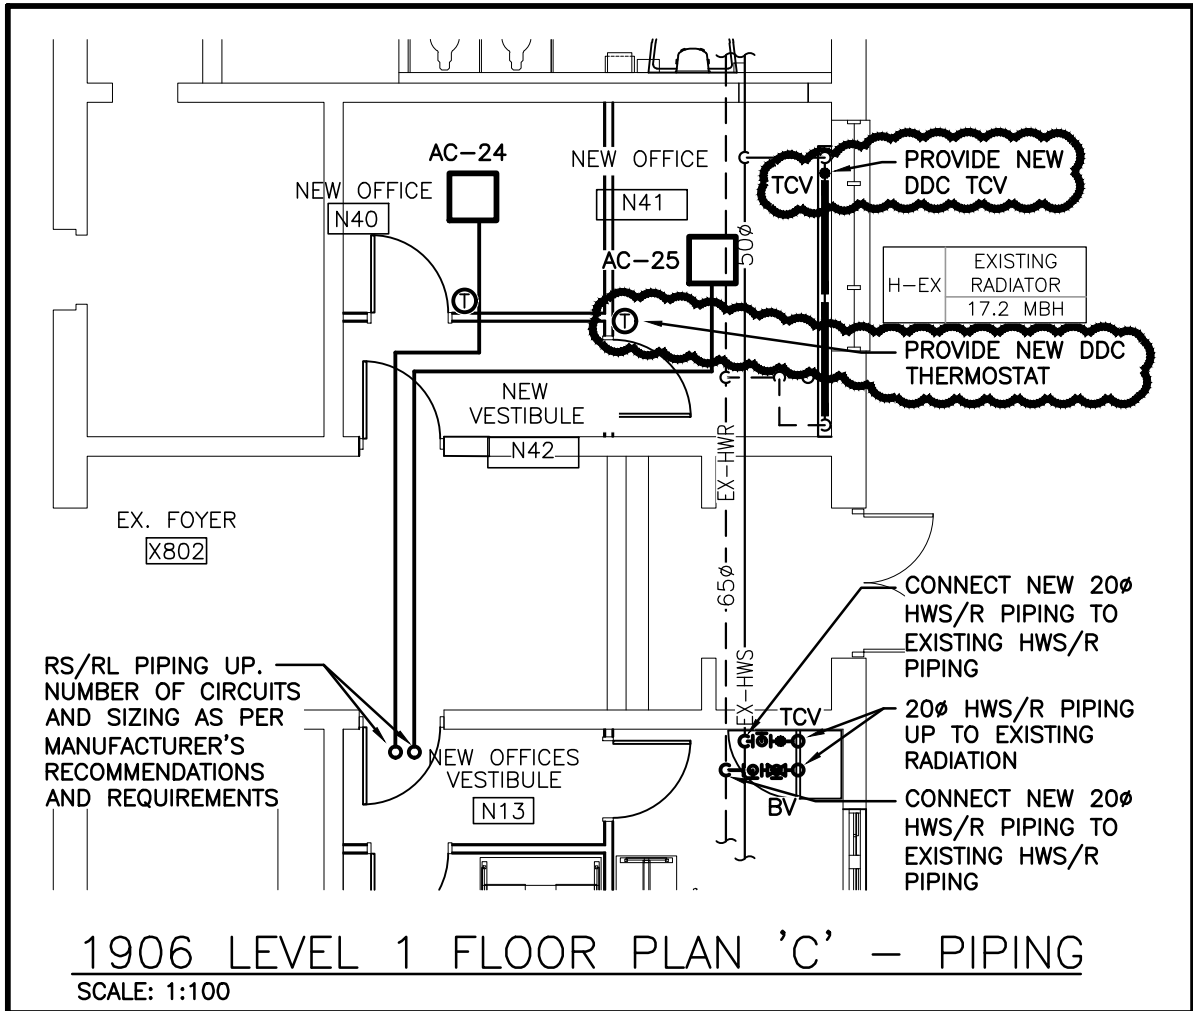 AC-24
NEW OFFICE
N40
NEW OFFICE
N41
AC-25
50ø
TCV
PROVIDE NEW
DDC TCV
H-EX
EXISTING
RADIATOR
17.2 MBH
T
T
PROVIDE NEW DDC
THERMOSTAT
NEW
VESTIBULE
N42
EX-HWR
EX. FOYER
X802
65ø
EX-HWS
CONNECT NEW 20ø
HWS/R PIPING TO
EXISTING HWS/R
PIPING
RS/RL PIPING UP.
NUMBER OF CIRCUITS
AND SIZING AS PER
MANUFACTURER'S
RECOMMENDATIONS
AND REQUIREMENTS
NEW OFFICES
VESTIBULE
N13
TCV
BV
20ø HWS/R PIPING
UP TO EXISTING
RADIATION
CONNECT NEW 20ø
HWS/R PIPING TO
EXISTING HWS/R
PIPING
1906 LEVEL 1 FLOOR PLAN 'C' - PIPING
SCALE: 1:100